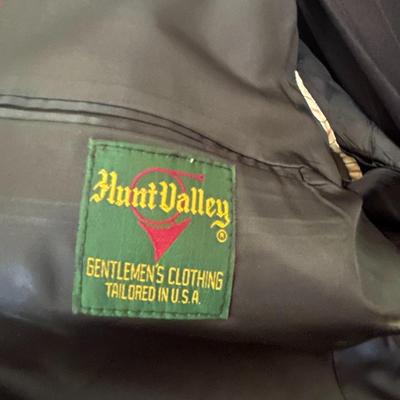 Hunt Valley ®
GENTLEMEN'S CLOTHING
TAILORED IN U.S.A.